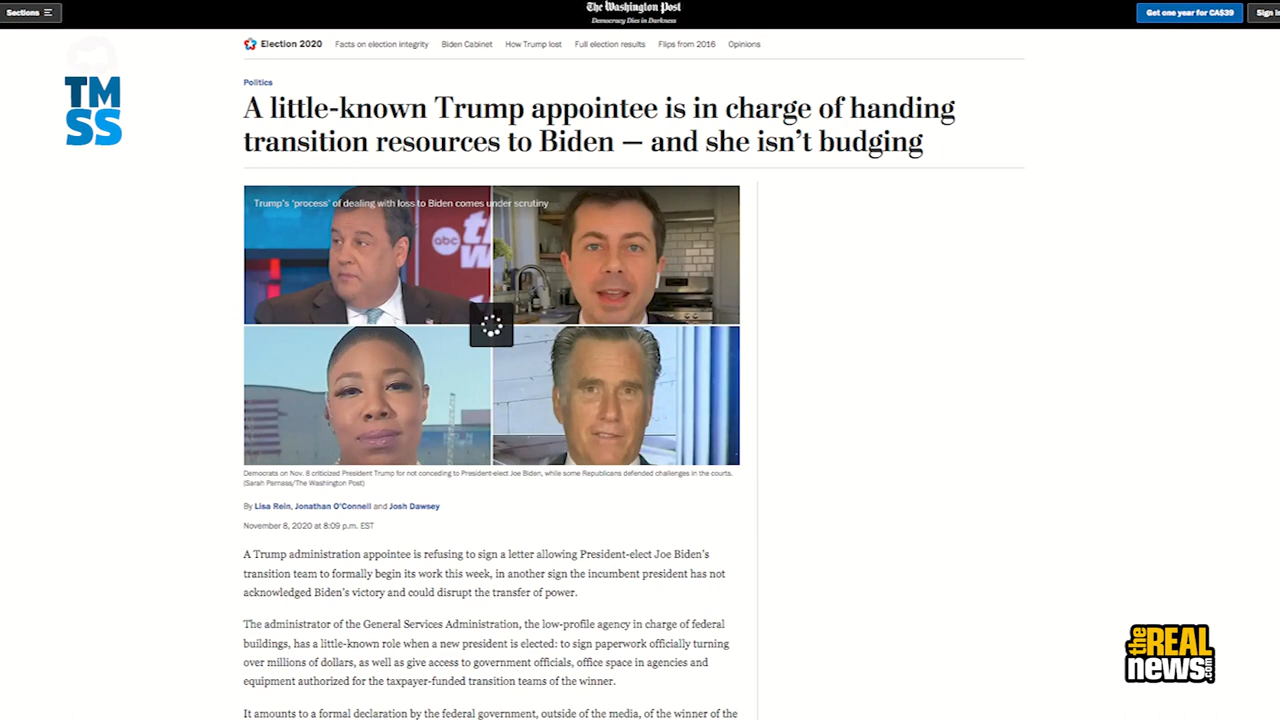 Sections
The Washington Post
Democracy Dies in Darkness
Get one year for CA$39
Sign in
Election 2020
Facts on election integrity
Biden Cabinet
How Trump lost
Full election results
Flips from 2016
Opinions
TM
SS
Politics
A little-known Trump appointee is in charge of handing
transition resources to Biden — and she isn’t budging
Trump’s ‘process’ of dealing with loss to Biden comes under scrutiny
abc
Democrats on Nov. 8 criticized President Trump for not conceding to President-elect Joe Biden, while some Republicans defended challenges in the courts.
(Sarah Parnass/The Washington Post)
By Lisa Rein, Jonathan O’Connell and Josh Dawsey
November 8, 2020 at 8:09 p.m. EST
A Trump administration appointee is refusing to sign a letter allowing President-elect Joe Biden’s
transition team to formally begin its work this week, in another sign the incumbent president has not
acknowledged Biden’s victory and could disrupt the transfer of power.
The administrator of the General Services Administration, the low-profile agency in charge of federal
buildings, has a little-known role when a new president is elected: to sign paperwork officially turning
over millions of dollars, as well as give access to government officials, office space in agencies and
equipment authorized for the taxpayer-funded transition teams of the winner.
It amounts to a formal declaration by the federal government, outside of the media, of the winner of the
the REAL
news.com